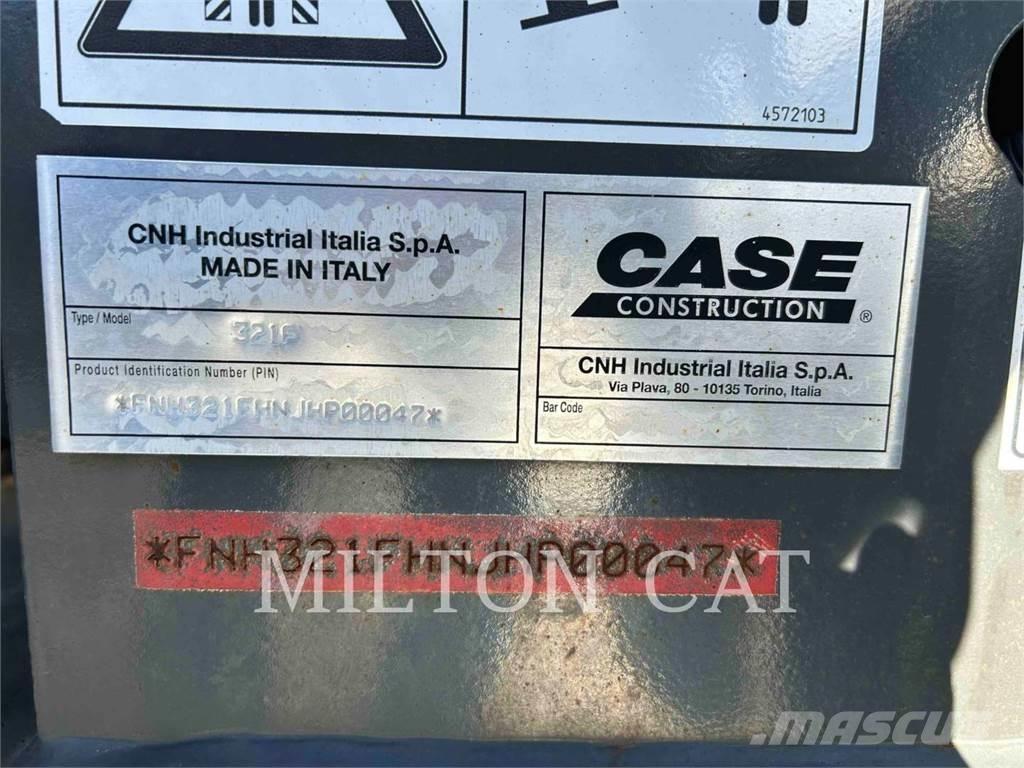 4572103
CNH Industrial Italia S.p.A.
MADE IN ITALY
Type / Model
321F
Product Identification Number (PIN)
*FNH321FHNJHP00047*
CASE
CONSTRUCTION ®
CNH Industrial Italia S.p.A.
Via Plava, 80 - 10135 Torino, Italia
Bar Code
*FNH321FHNJHP00047*
MILTON CAT
MASCUS